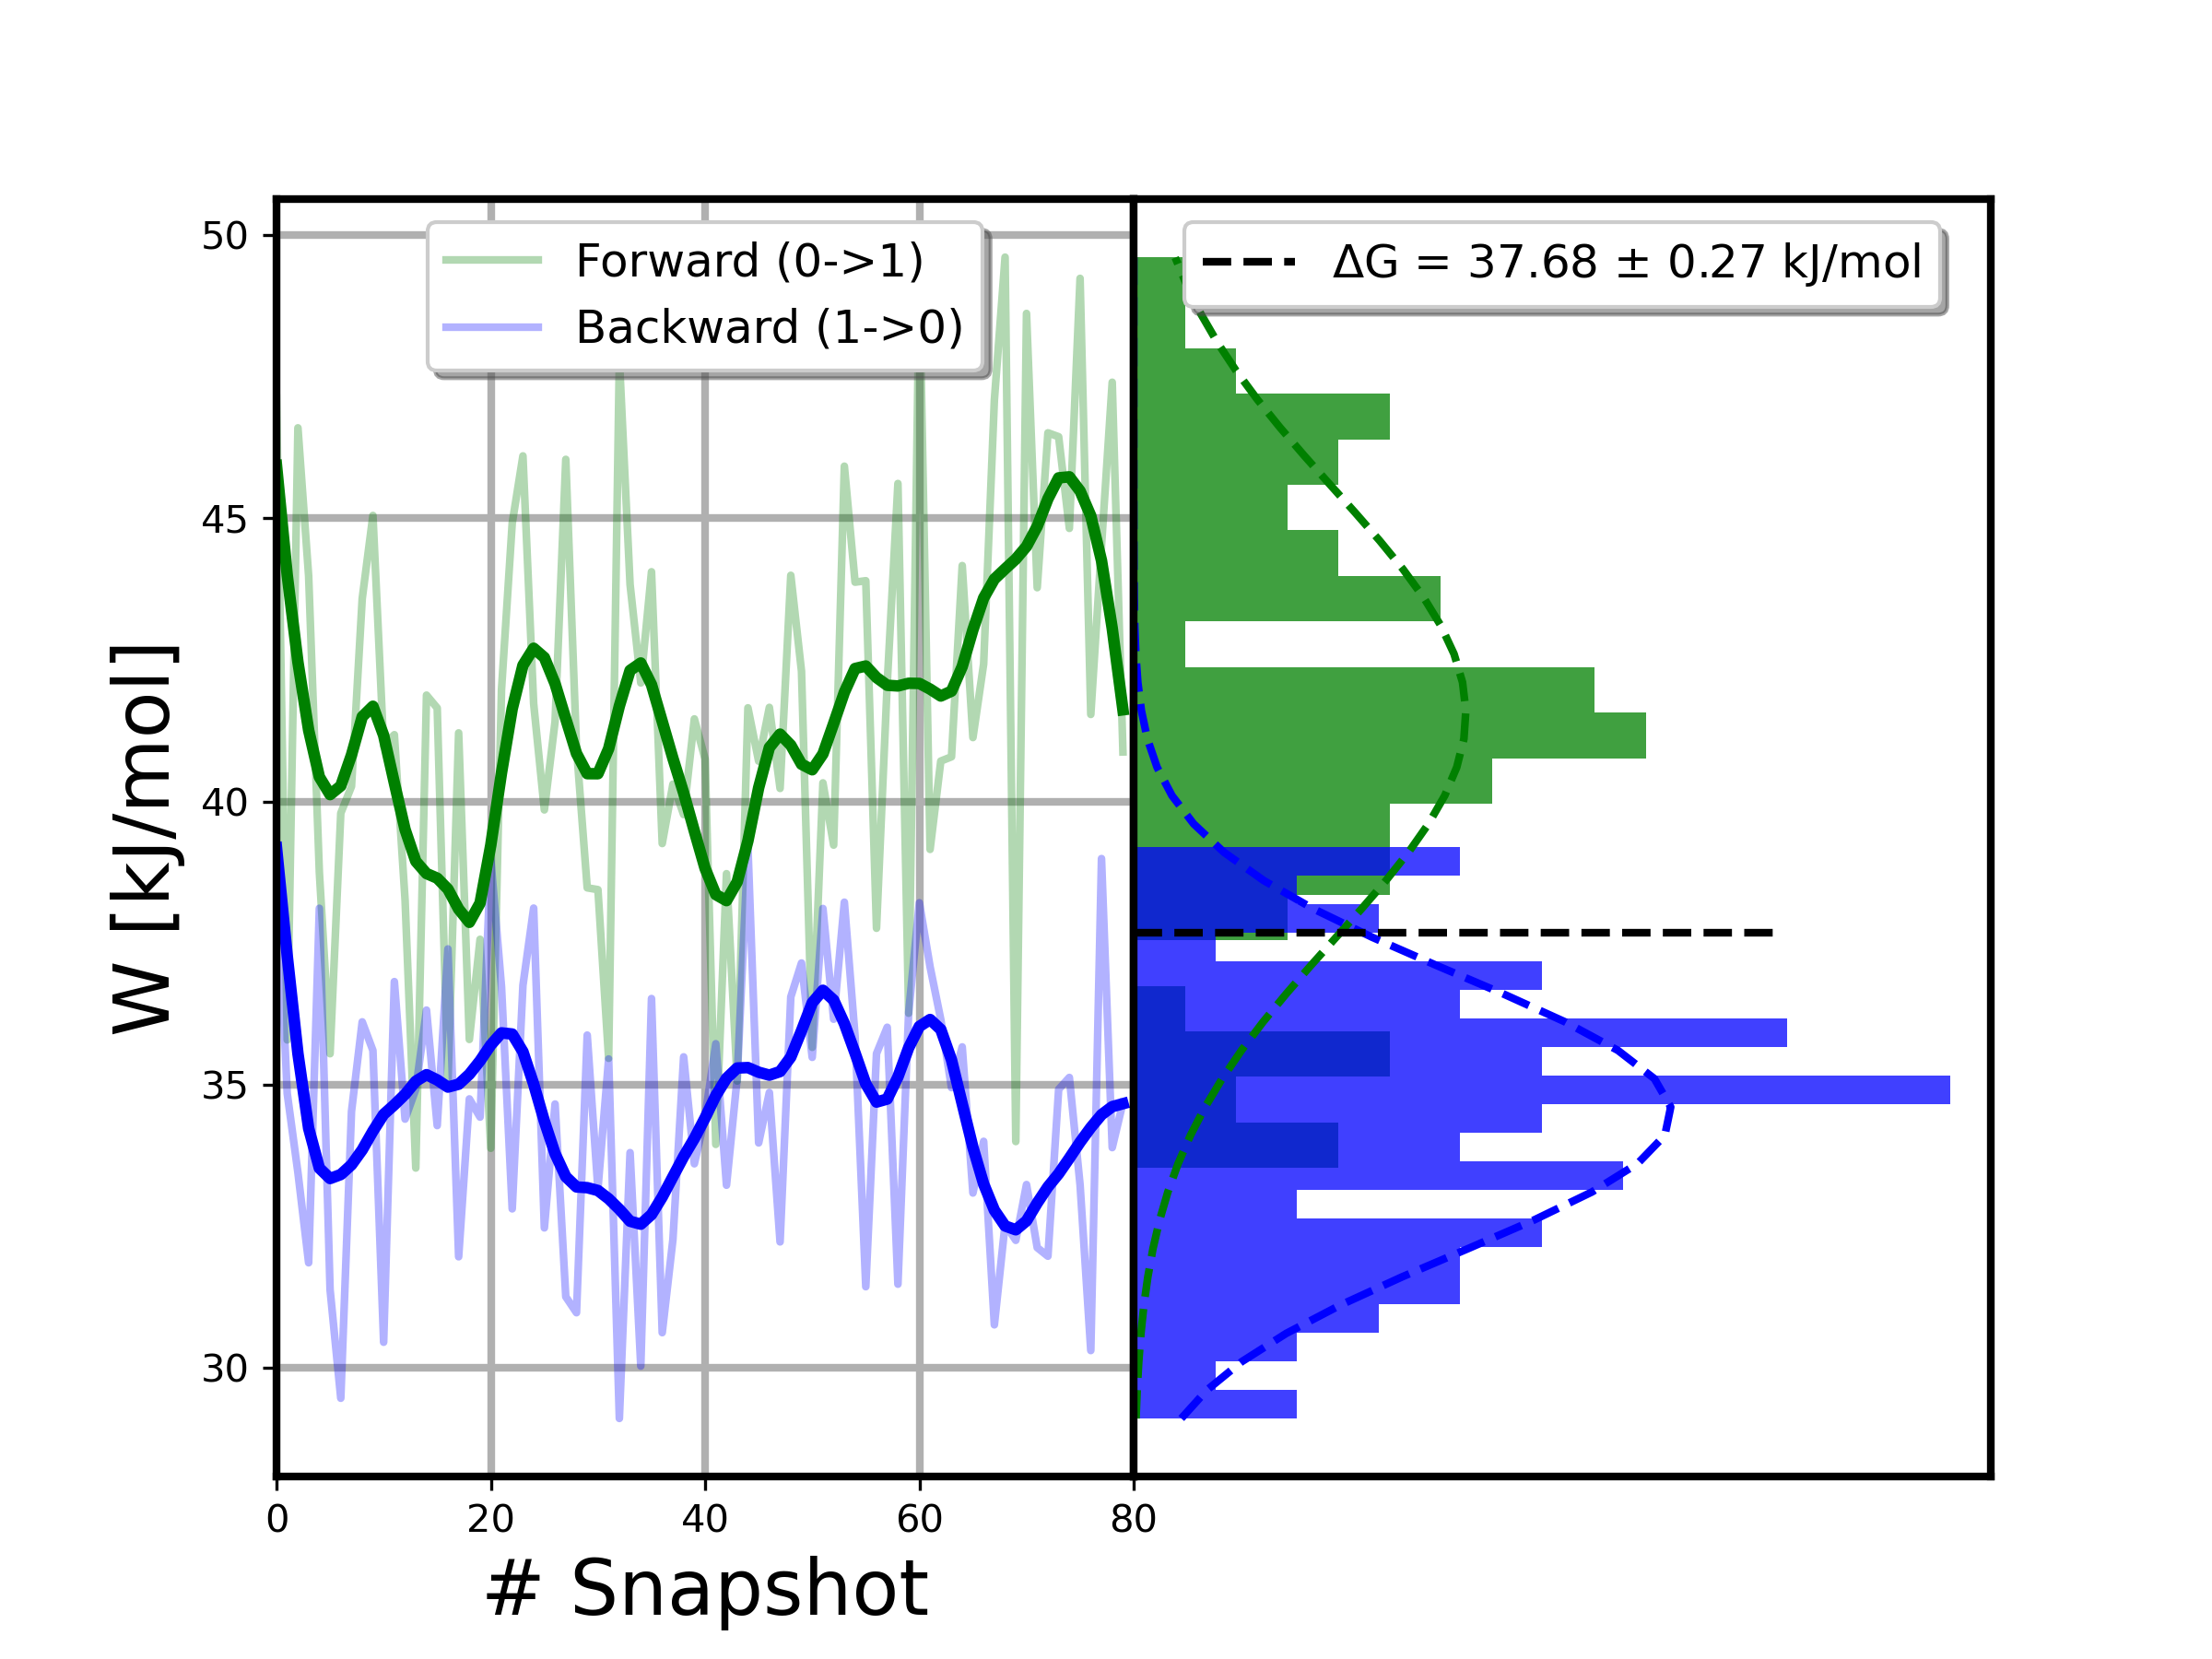 Forward (0->1)
Backward (1->0)
ΔG = 37.68 ± 0.27 kJ/mol
W [kJ/mol]
50
45
40
35
30
0 20 40 60 80
# Snapshot